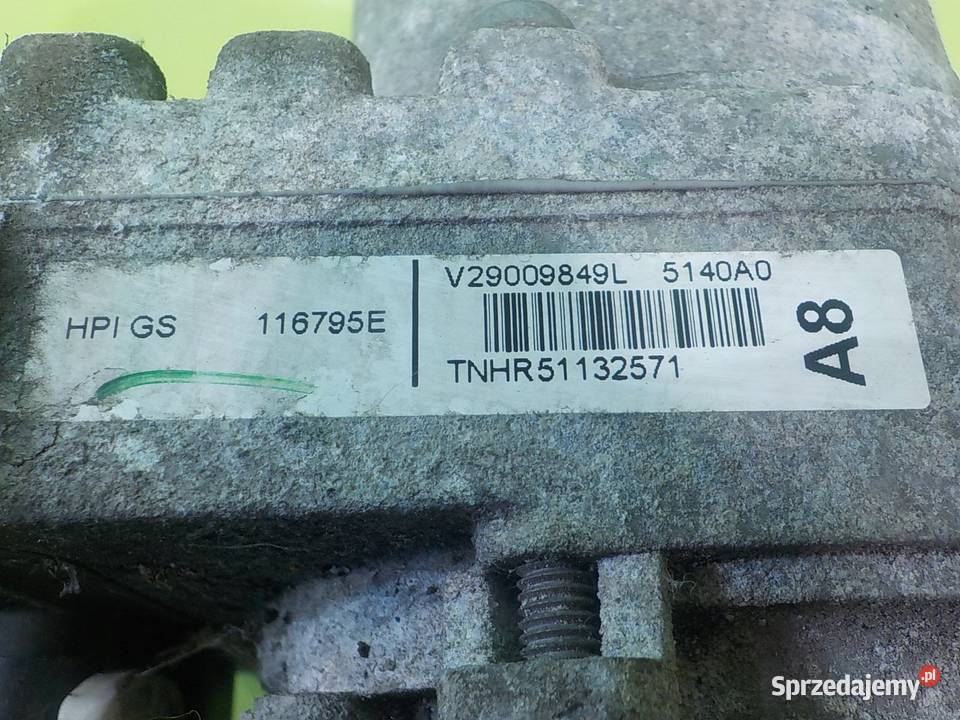 HPI GS 116795E
V29009849L 5140A0
TNHR51132571
A8
Sprzedajemy.pl